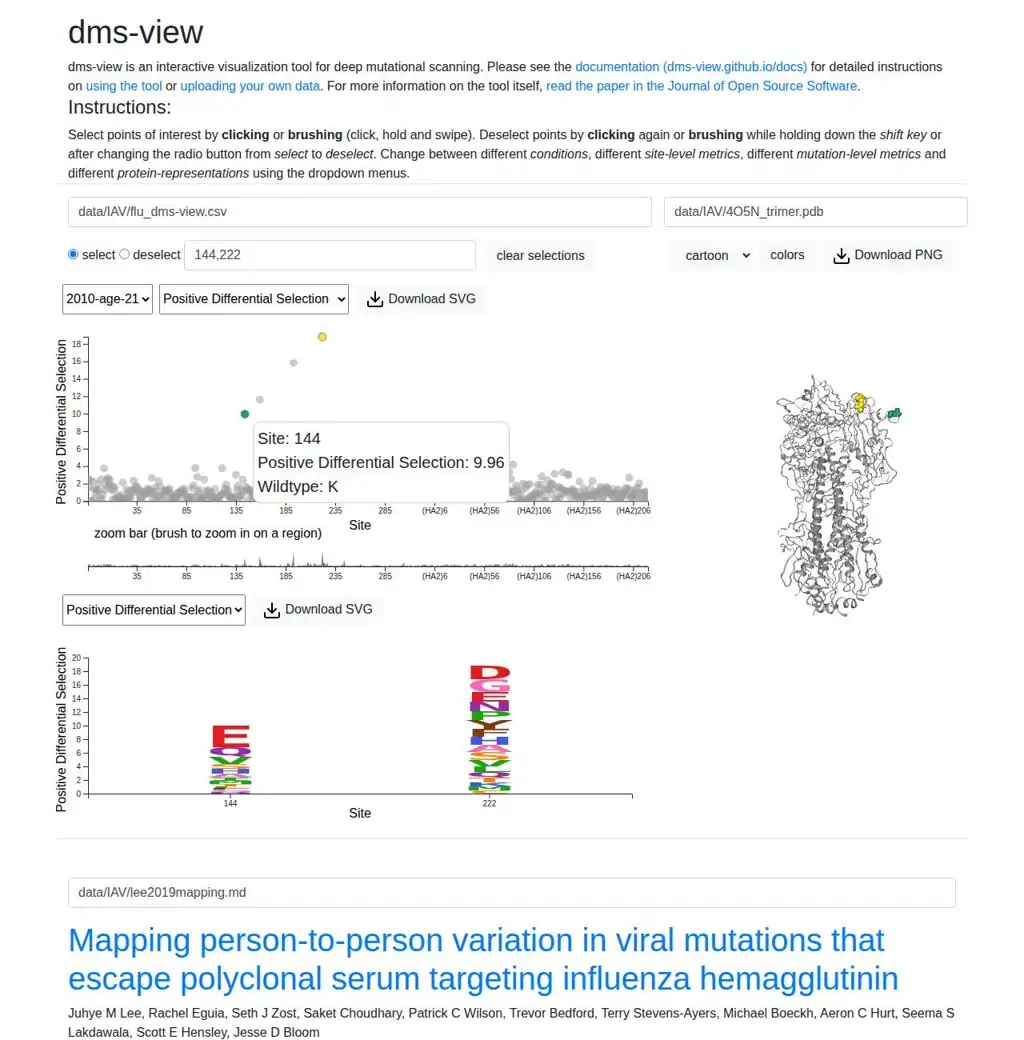 dms-view
dms-view is an interactive visualization tool for deep mutational scanning. Please see the documentation (dms-view.github.io/docs) for detailed instructions
on using the tool or uploading your own data. For more information on the tool itself, read the paper in the Journal of Open Source Software.
Instructions:
Select points of interest by clicking or brushing (click, hold and swipe). Deselect points by clicking again or brushing while holding down the shift key or
after changing the radio button from select to deselect. Change between different conditions, different site-level metrics, different mutation-level metrics and
different protein-representations using the dropdown menus.
data/IAV/flu_dms-view.csv
data/IAV/4O5N_trimer.pdb
select deselect 144,222 clear selections
cartoon colors Download PNG
2010-age-21 Positive Differential Selection Download SVG
Positive Differential Selection
18
16
14
12
10
8
6
4
2
0
Site: 144
Positive Differential Selection: 9.96
Wildtype: K
35 85 135 185 235 285 (HA2)6 (HA2)56 (HA2)106 (HA2)156 (HA2)206
Site
zoom bar (brush to zoom in on a region)
35 85 135 185 235 285 (HA2)6 (HA2)56 (HA2)106 (HA2)156 (HA2)206
Positive Differential Selection Download SVG
Positive Differential Selection
20
18
16
14
12
10
8
6
4
2
0
E
D
G
E
N
144 222
Site
data/IAV/lee2019mapping.md
Mapping person-to-person variation in viral mutations that
escape polyclonal serum targeting influenza hemagglutinin
Juhye M Lee, Rachel Eguia, Seth J Zost, Saket Choudhary, Patrick C Wilson, Trevor Bedford, Terry Stevens-Ayers, Michael Boeckh, Aeron C Hurt, Seema S
Lakdawala, Scott E Hensley, Jesse D Bloom